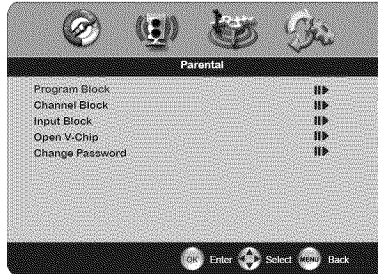 Parental
Program Block
Channel Block
Input Block
Open V-Chip
Change Password
OK Enter Select MENU Back